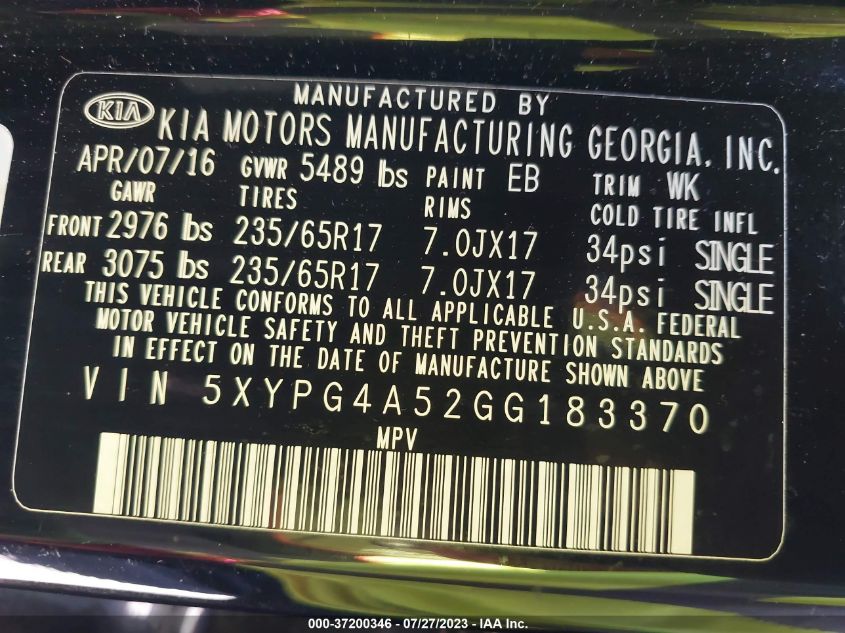 MANUFACTURED BY
KIA KIA MOTORS MANUFACTURING GEORGIA, INC.
APR/07/16 GVWR 5489 lbs PAINT EB TRIM WK
GAWR TIRES RIMS COLD TIRE INFL
FRONT 2976 lbs 235/65R17 7.0JX17 34psi SINGLE
REAR 3075 lbs 235/65R17 7.0JX17 34psi SINGLE
THIS VEHICLE CONFORMS TO ALL APPLICABLE U.S.A. FEDERAL
MOTOR VEHICLE SAFETY AND THEFT PREVENTION STANDARDS
IN EFFECT ON THE DATE OF MANUFACTURE SHOWN ABOVE
VIN 5XYPG4A52GG183370
MPV
000-37200346 - 07/27/2023 - IAA Inc.